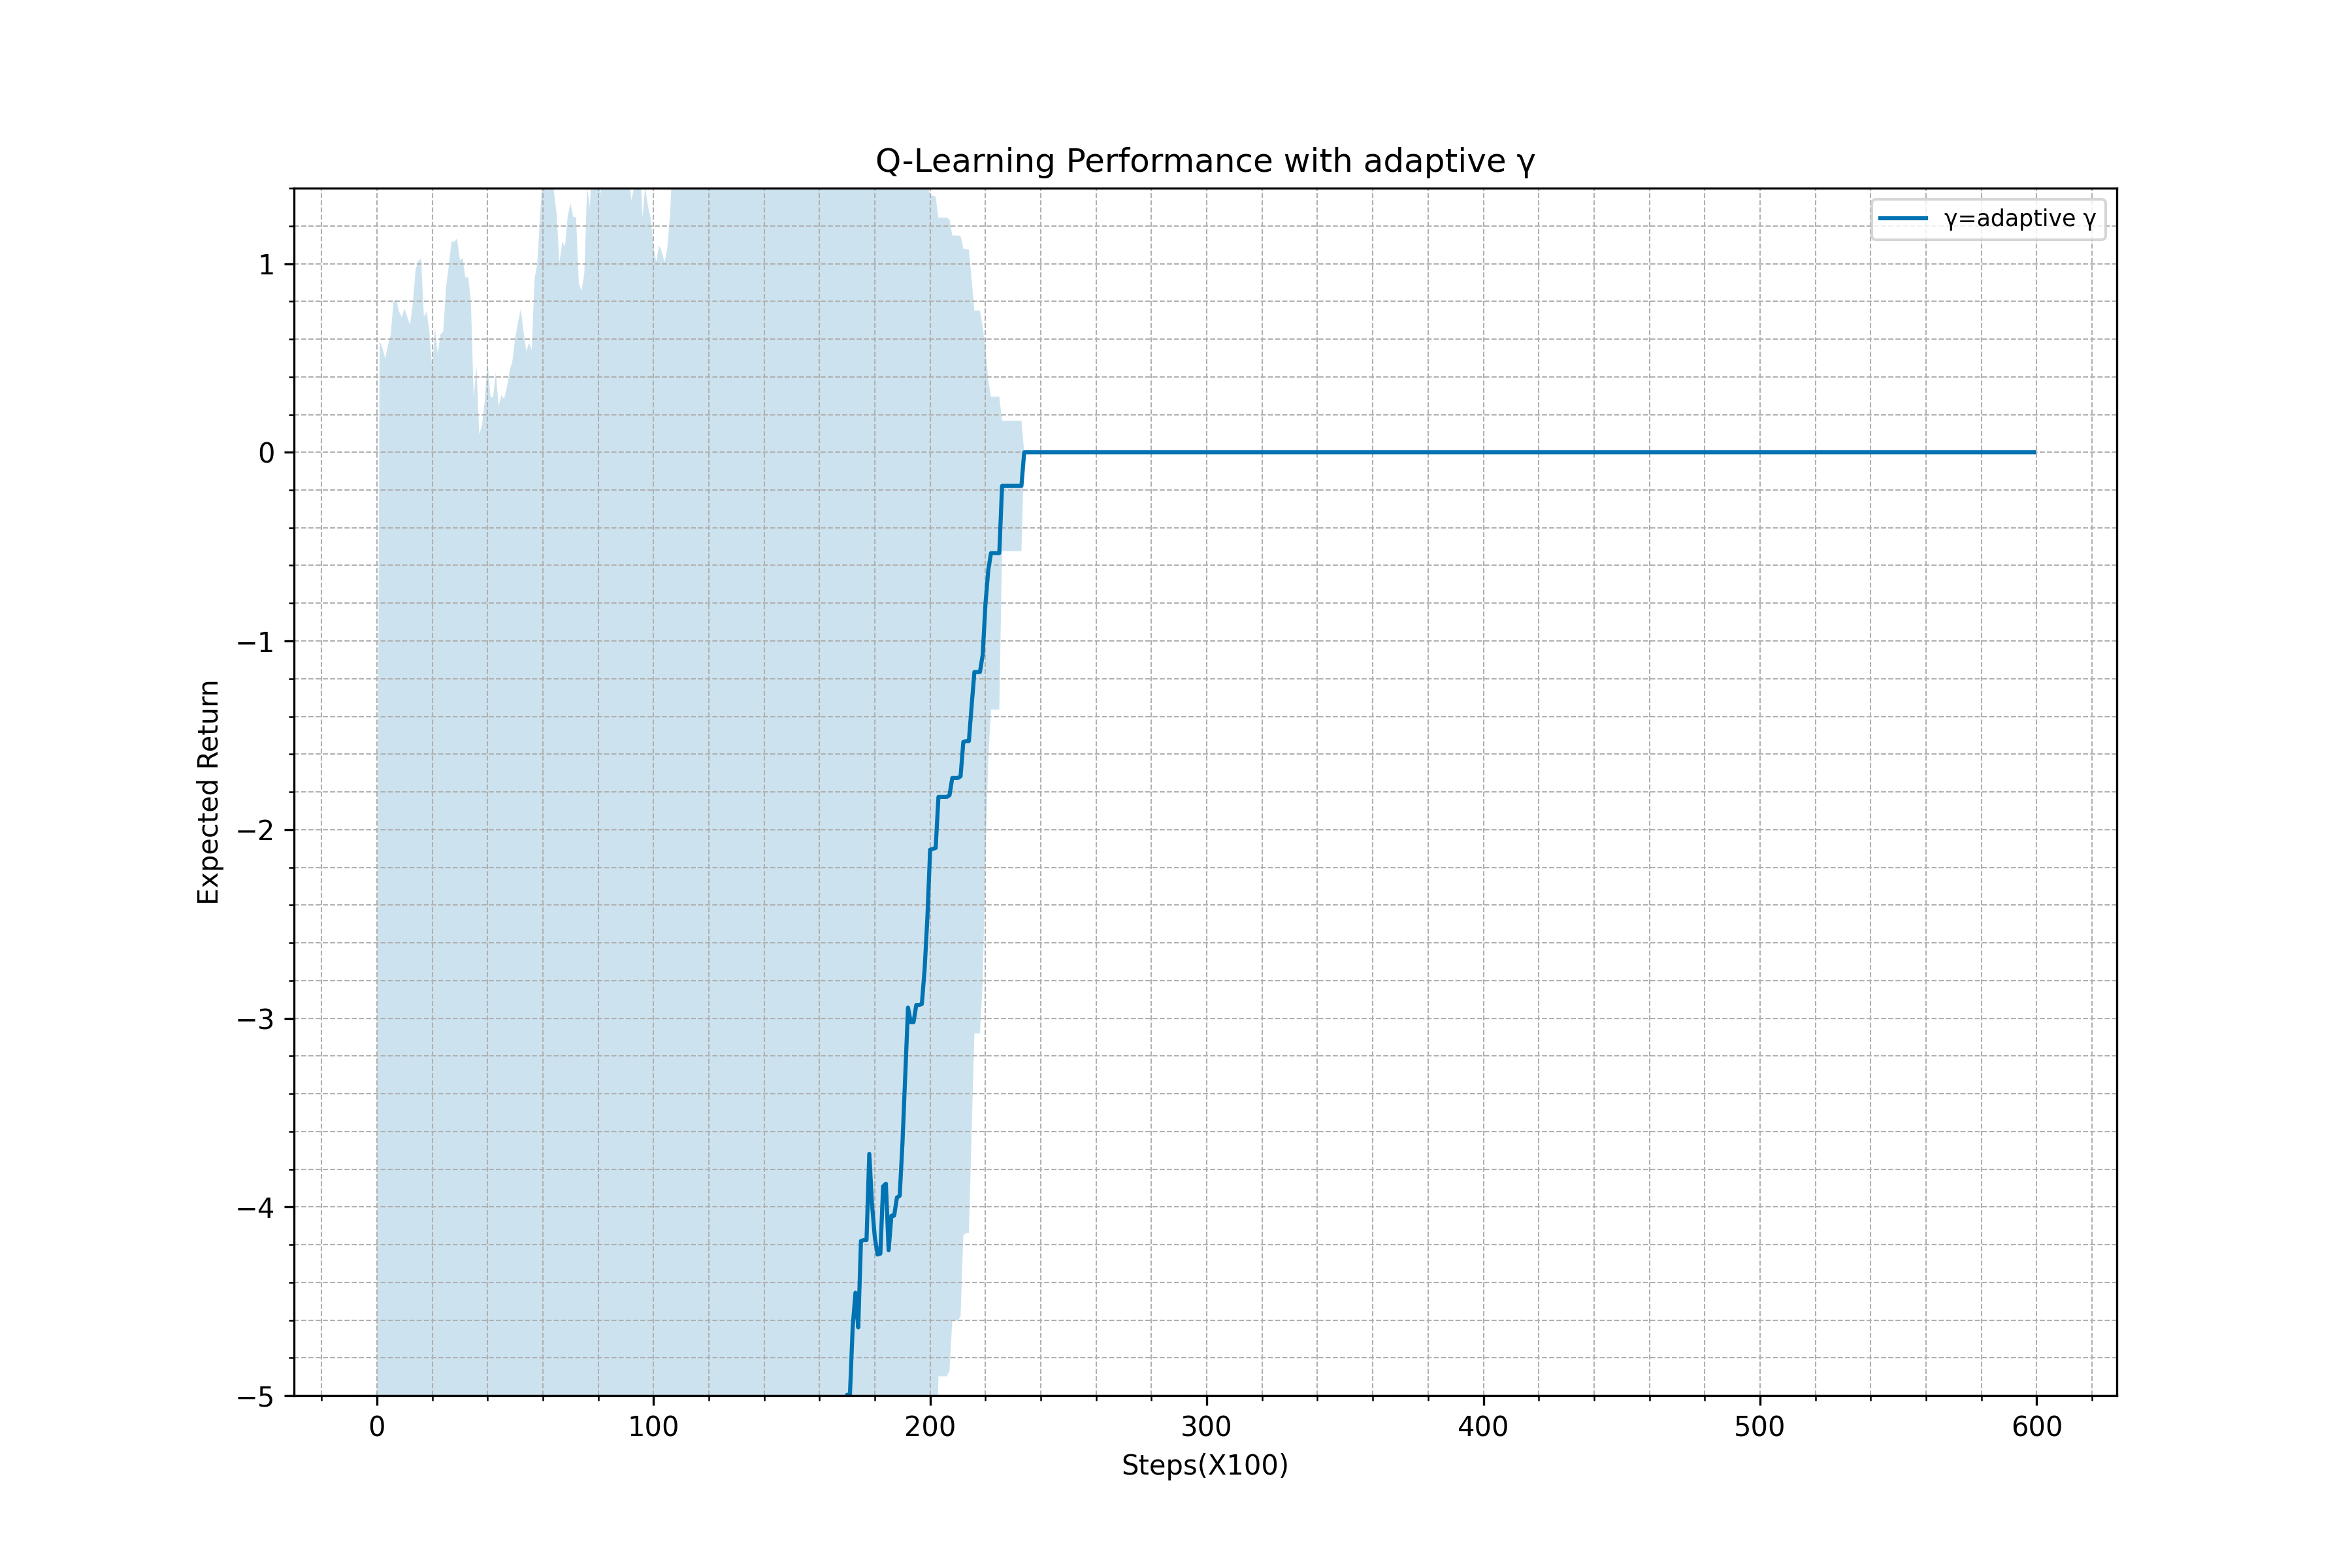 Q-Learning Performance with adaptive γ
γ=adaptive γ
1
0
−1
−2
−3
−4
−5
Expected Return
0 100 200 300 400 500 600
Steps(X100)